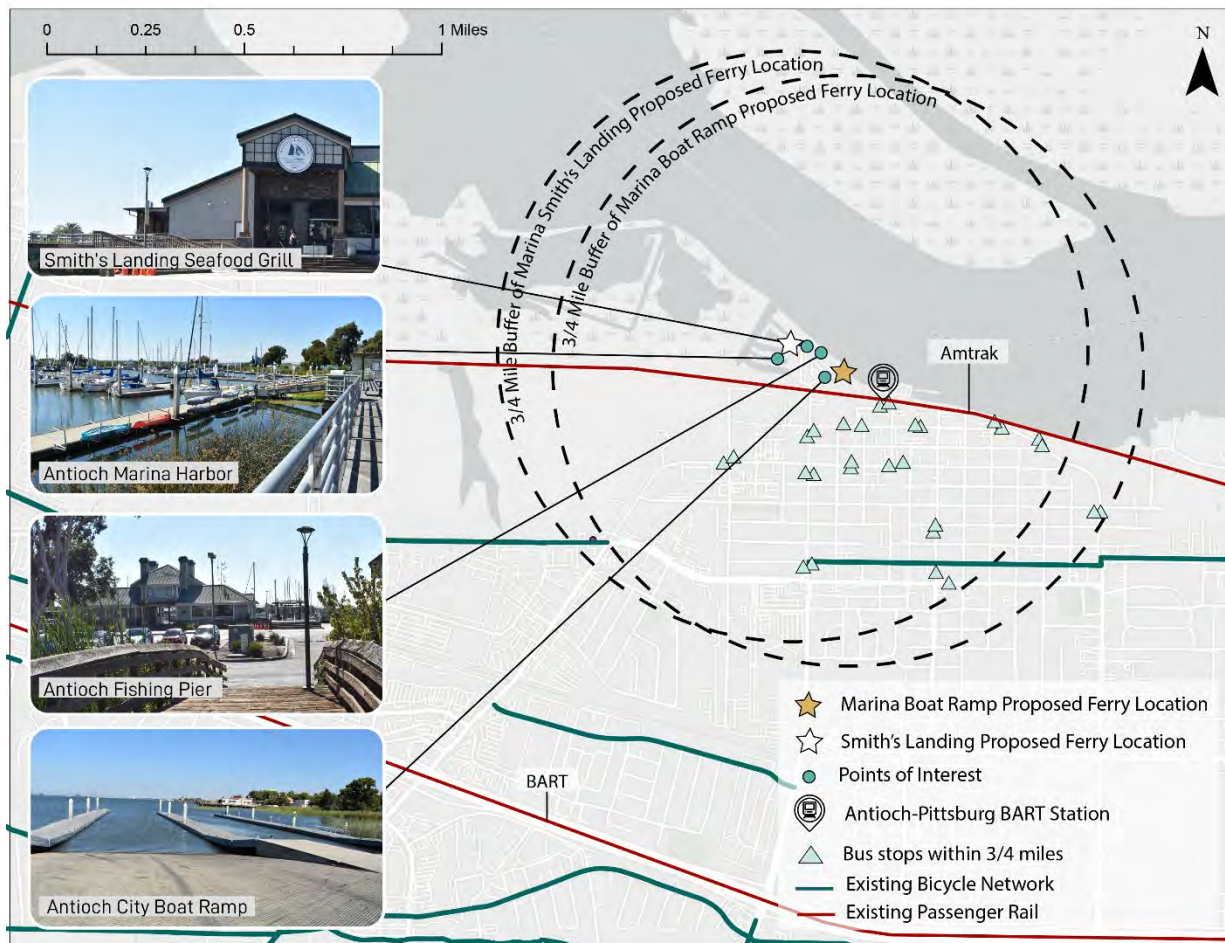 0 0.25 0.5 1 Miles
N
3/4 Mile Buffer of Marina Smith's Landing Proposed Ferry Location
3/4 Mile Buffer of Marina Boat Ramp Proposed Ferry Location
Smith's Landing Seafood Grill
Antioch Marina Harbor
Amtrak
Antioch Fishing Pier
Antioch City Boat Ramp
BART
Marina Boat Ramp Proposed Ferry Location
Smith's Landing Proposed Ferry Location
Points of Interest
Antioch-Pittsburg BART Station
Bus stops within 3/4 miles
Existing Bicycle Network
Existing Passenger Rail